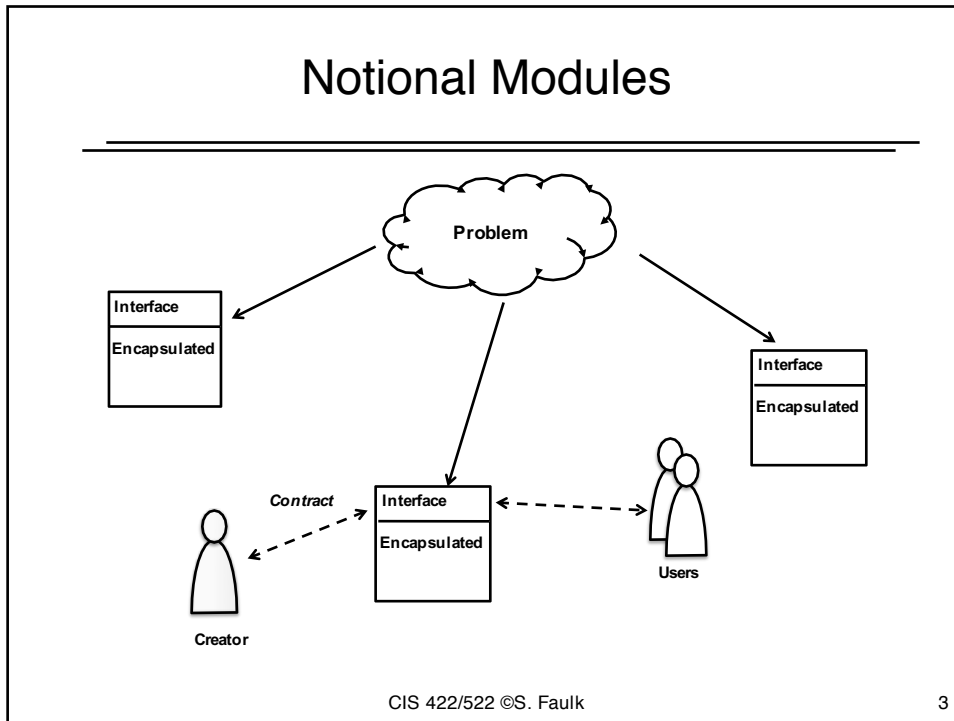 Notional Modules
Problem
Interface
Encapsulated
Interface
Encapsulated
Contract
Interface
Encapsulated
Users
Creator
CIS 422/522 ©S. Faulk
3